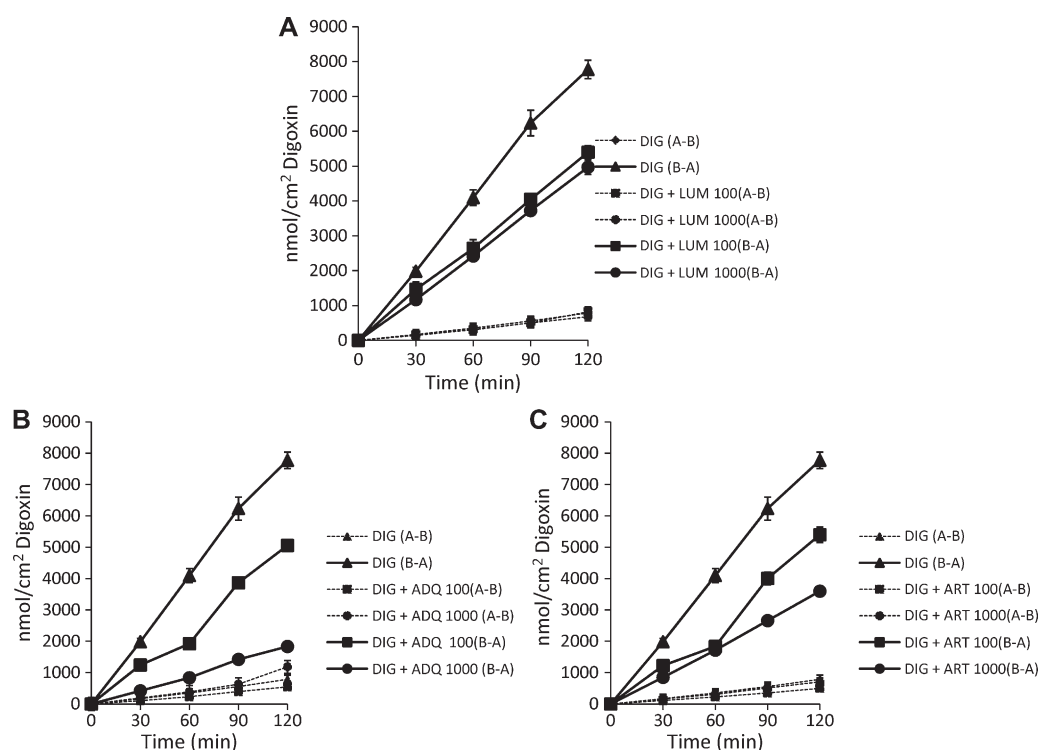 A
9000
8000
7000
6000
5000
4000
3000
2000
1000
0
nmol/cm² Digoxin
0 30 60 90 120
Time (min)
DIG (A-B)
DIG (B-A)
DIG + LUM 100(A-B)
DIG + LUM 1000(A-B)
DIG + LUM 100(B-A)
DIG + LUM 1000(B-A)
B
9000
8000
7000
6000
5000
4000
3000
2000
1000
0
nmol/cm² Digoxin
0 30 60 90 120
Time (min)
DIG (A-B)
DIG (B-A)
DIG + ADQ 100(A-B)
DIG + ADQ 1000 (A-B)
DIG + ADQ 100(B-A)
DIG + ADQ 1000 (B-A)
C
9000
8000
7000
6000
5000
4000
3000
2000
1000
0
nmol/cm² Digoxin
0 30 60 90 120
Time (min)
DIG (A-B)
DIG (B-A)
DIG + ART 100(A-B)
DIG + ART 1000(A-B)
DIG + ART 100(B-A)
DIG + ART 1000(B-A)